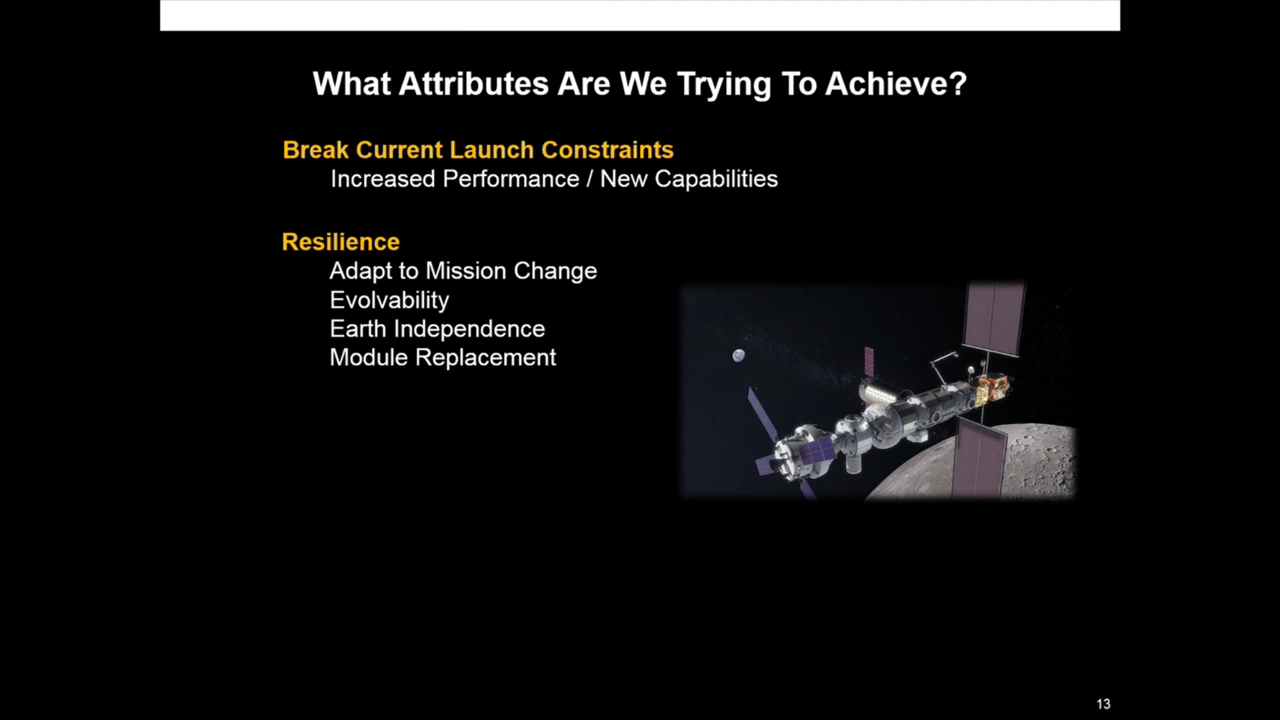 What Attributes Are We Trying To Achieve?
Break Current Launch Constraints
Increased Performance / New Capabilities
Resilience
Adapt to Mission Change
Evolvability
Earth Independence
Module Replacement
13